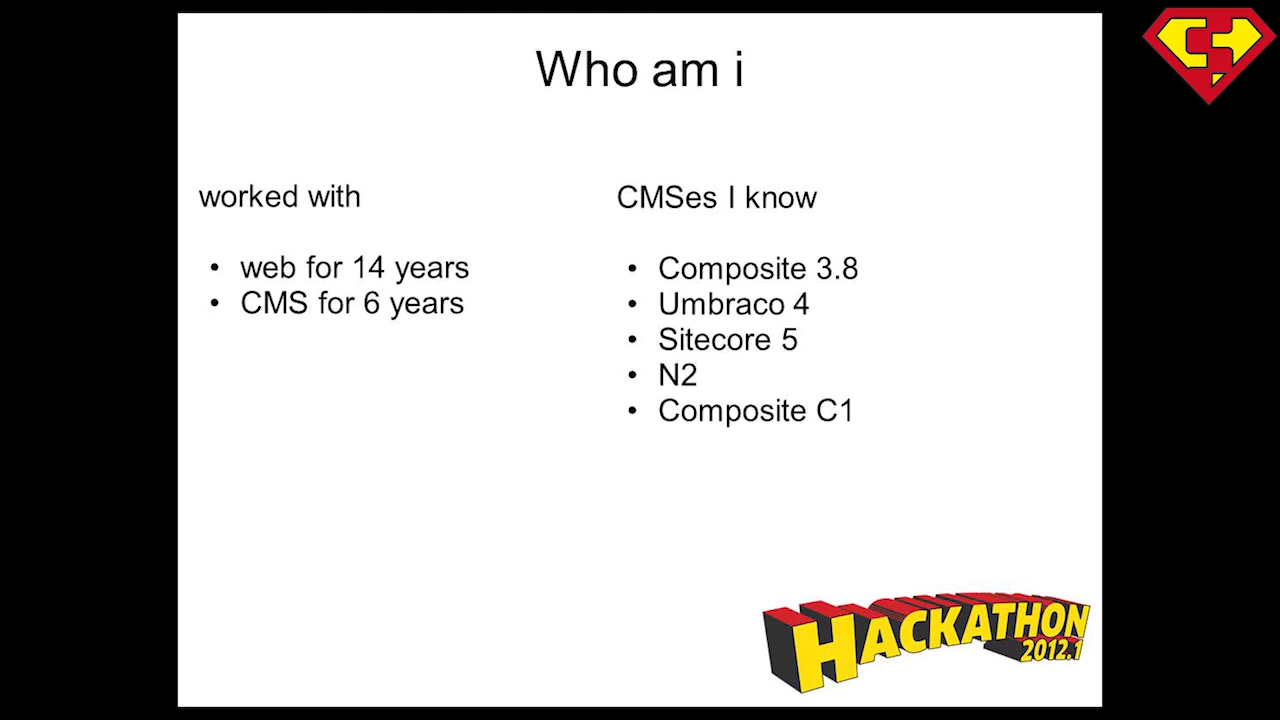 Who am i
worked with
• web for 14 years
• CMS for 6 years
CMSes I know
• Composite 3.8
• Umbraco 4
• Sitecore 5
• N2
• Composite C1
HACKATHON
2012.1